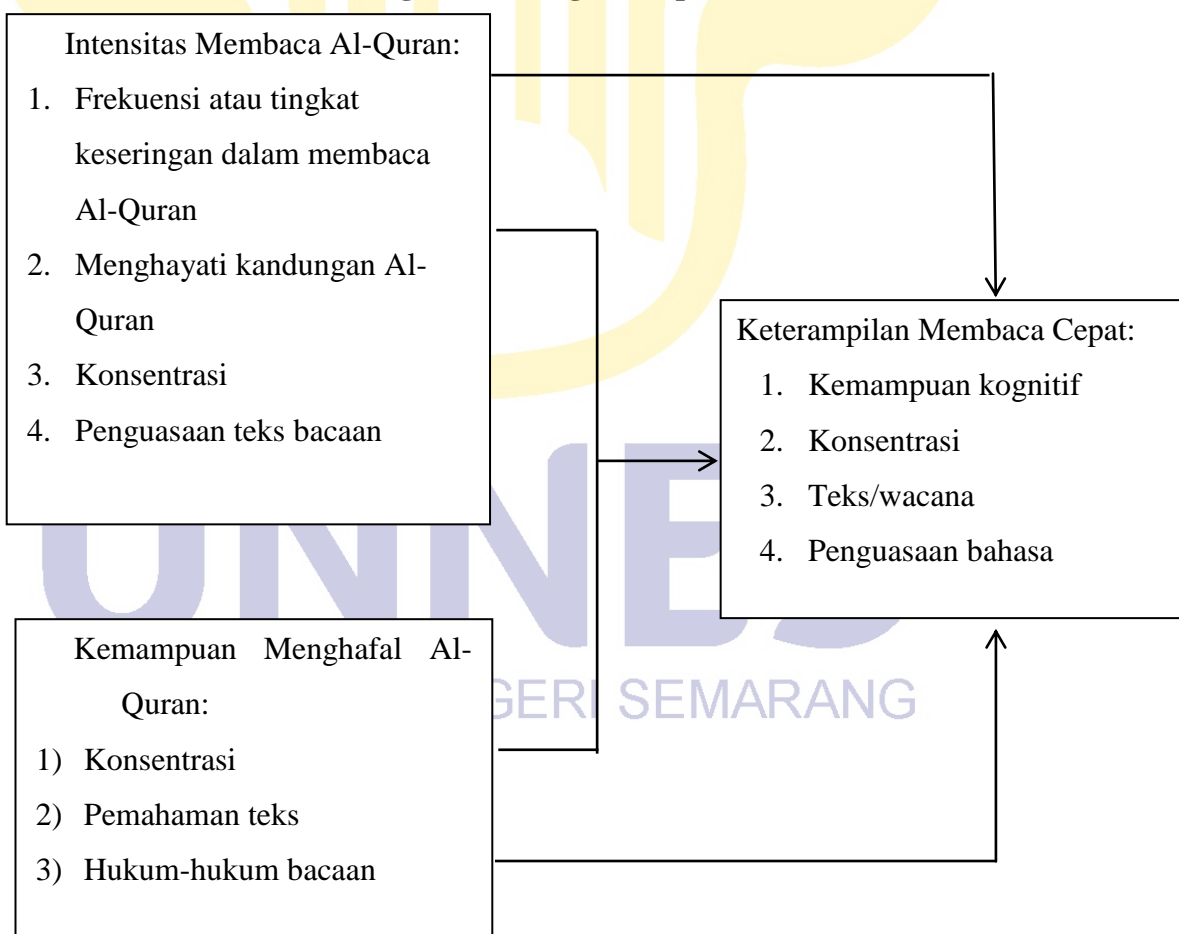 Intensitas Membaca Al-Quran:
1. Frekuensi atau tingkat
keseringan dalam membaca
Al-Quran
2. Menghayati kandungan Al-
Quran
3. Konsentrasi
4. Penguasaan teks bacaan
Keterampilan Membaca Cepat:
1. Kemampuan kognitif
2. Konsentrasi
3. Teks/wacana
4. Penguasaan bahasa
Kemampuan Menghafal Al-
Quran:
1) Konsentrasi
2) Pemahaman teks
3) Hukum-hukum bacaan
GERI SEMARANG